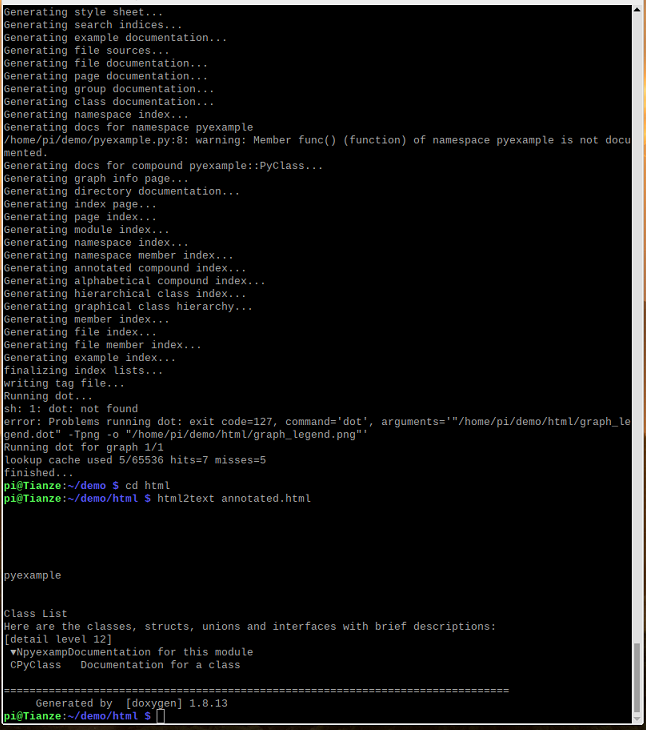 Generating style sheet...
Generating search indices...
Generating example documentation...
Generating file sources...
Generating file documentation...
Generating page documentation...
Generating group documentation...
Generating class documentation...
Generating namespace index...
Generating docs for namespace pyexample
/home/pi/demo/pyexample.py:8: warning: Member func() (function) of namespace pyexample is not docu
mented.
Generating docs for compound pyexample::PyClass...
Generating graph info page...
Generating directory documentation...
Generating index page...
Generating page index...
Generating module index...
Generating namespace index...
Generating namespace member index...
Generating annotated compound index...
Generating alphabetical compound index...
Generating hierarchical class index...
Generating graphical class hierarchy...
Generating member index...
Generating file index...
Generating file member index...
Generating example index...
finalizing index lists...
writing tag file...
Running dot...
sh: 1: dot: not found
error: Problems running dot: exit code=127, command='dot', arguments='"/home/pi/demo/html/graph_le
gend.dot" -Tpng -o "/home/pi/demo/html/graph_legend.png"'
Running dot for graph 1/1
lookup cache used 5/65536 hits=7 misses=5
finished...
pi@Tianze:~/demo $ cd html
pi@Tianze:~/demo/html $ html2text annotated.html
pyexample
Class List
Here are the classes, structs, unions and interfaces with brief descriptions:
[detail level 12]
▼NpyexampDocumentation for this module
CPyClass   Documentation for a class
===============================================================================
Generated by  [doxygen] 1.8.13
pi@Tianze:~/demo/html $